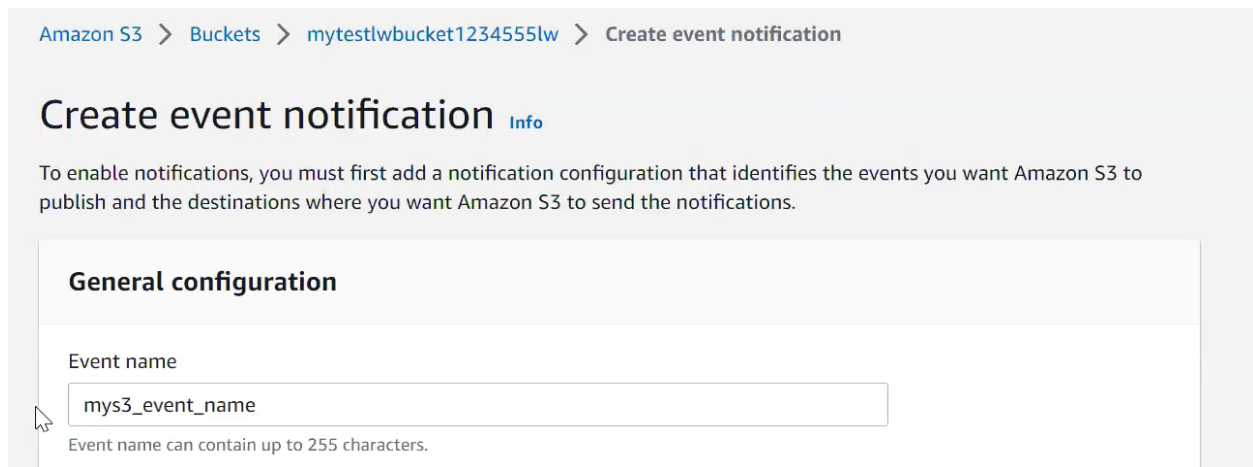 Amazon S3 > Buckets > mytestlwbucket1234555lw > Create event notification
Create event notification Info
To enable notifications, you must first add a notification configuration that identifies the events you want Amazon S3 to
publish and the destinations where you want Amazon S3 to send the notifications.
General configuration
Event name
mys3_event_name
Event name can contain up to 255 characters.